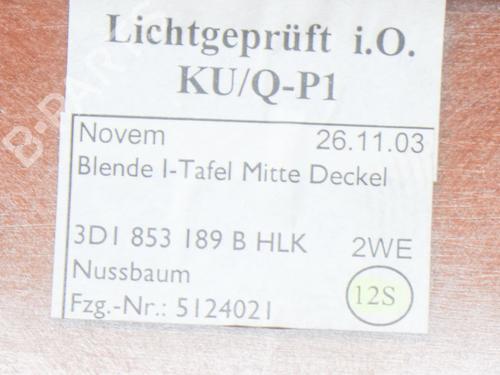 Lichtgeprüft i.O.
KU/Q-P1
Novem 26.11.03
Blende I-Tafel Mitte Deckel
3D1 853 189 B HLK 2WE
Nussbaum
Fzg.-Nr.: 5124021 12S
B-PARTS